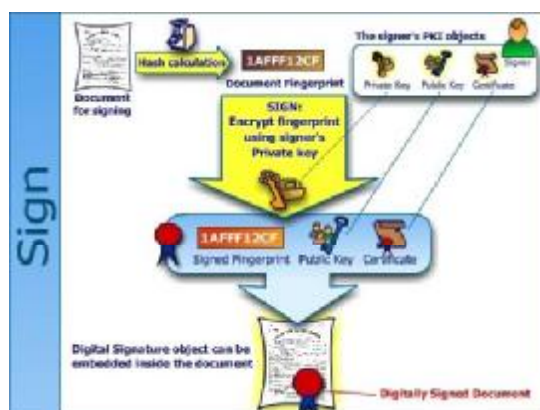 Sign
Document
for signing
Hash calculation
1AFFF12CF
Document Fingerprint
The signer's PKI objects
Signer
Private Key
Public Key
Certificate
SIGN:
Encrypt fingerprint
using signer's
Private key
1AFFF12CF
Signed Fingerprint
Public Key
Certificate
Digital Signature object can be
embedded inside the document
Digitally Signed Document